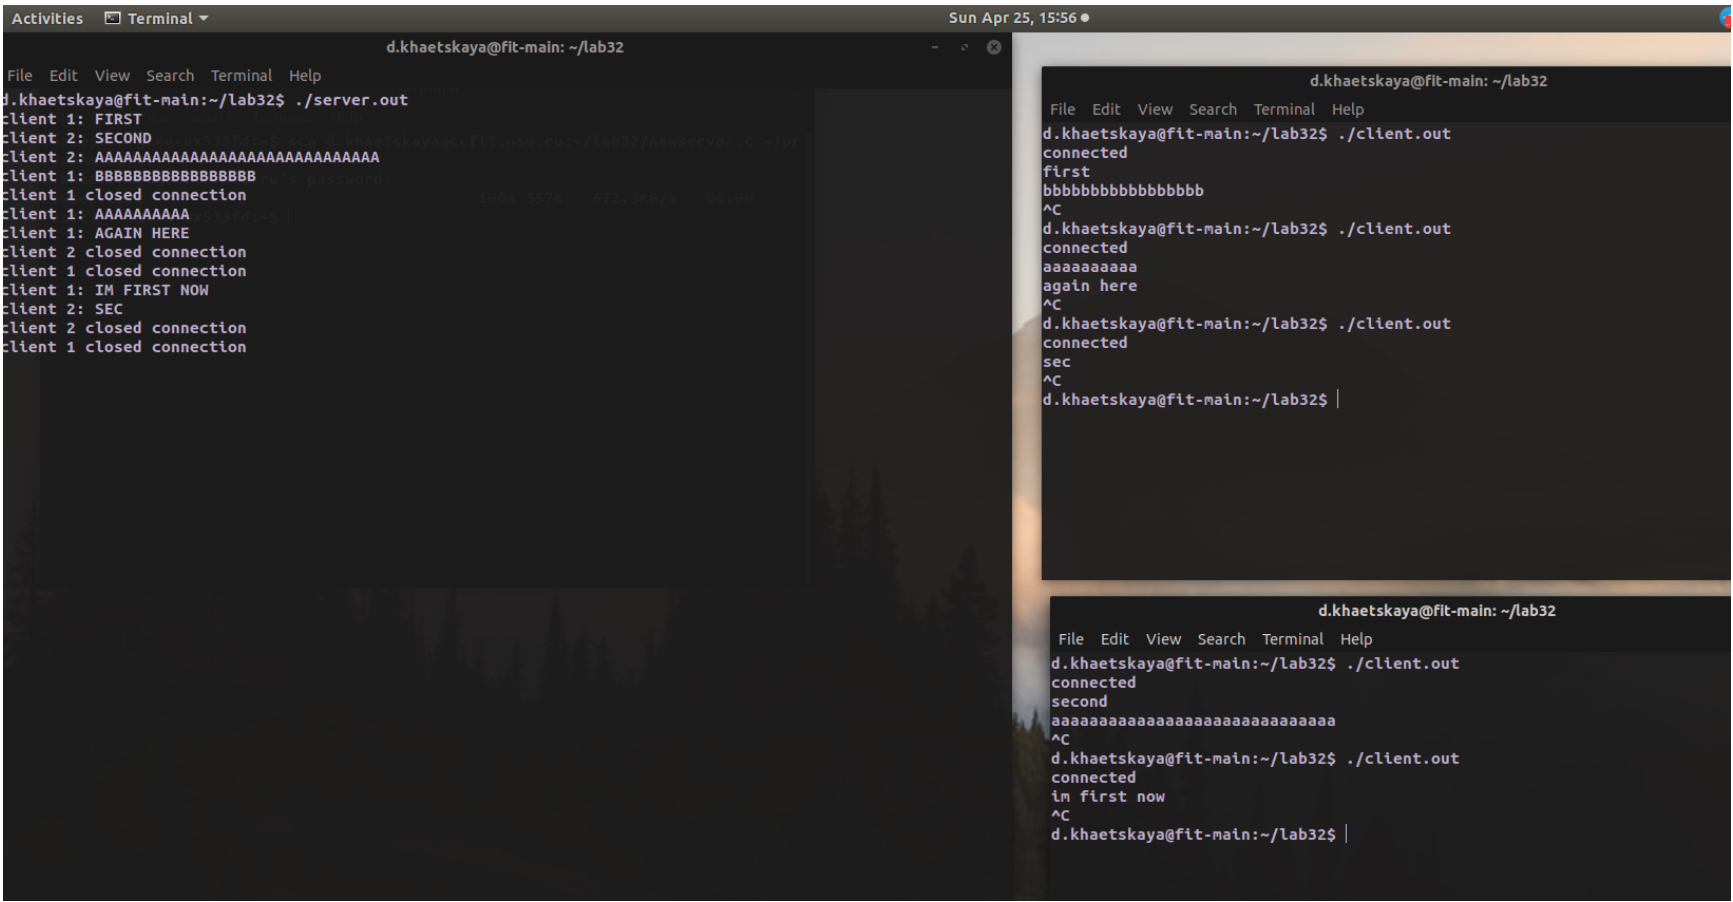 Activities Terminal Sun Apr 25, 15:56
d.khaetskaya@fit-main: ~/lab32
File Edit View Search Terminal Help
d.khaetskaya@fit-main:~/lab32$ ./server.out
client 1: FIRST
client 2: SECOND
client 2: AAAAAAAAAAAAAAAAAAAAAAAAAAAAAA
client 1: BBBBBBBBBBBBBBBBB
client 1 closed connection
client 1: AAAAAAAAAA
client 1: AGAIN HERE
client 2 closed connection
client 1 closed connection
client 1: IM FIRST NOW
client 2: SEC
client 2 closed connection
client 1 closed connection
d.khaetskaya@fit-main: ~/lab32
File Edit View Search Terminal Help
d.khaetskaya@fit-main:~/lab32$ ./client.out
connected
first
bbbbbbbbbbbbbbbbb
^C
d.khaetskaya@fit-main:~/lab32$ ./client.out
connected
aaaaaaaaaa
again here
^C
d.khaetskaya@fit-main:~/lab32$ ./client.out
connected
sec
^C
d.khaetskaya@fit-main:~/lab32$
d.khaetskaya@fit-main: ~/lab32
File Edit View Search Terminal Help
d.khaetskaya@fit-main:~/lab32$ ./client.out
connected
second
aaaaaaaaaaaaaaaaaaaaaaaaaaaaaa
^C
d.khaetskaya@fit-main:~/lab32$ ./client.out
connected
im first now
^C
d.khaetskaya@fit-main:~/lab32$